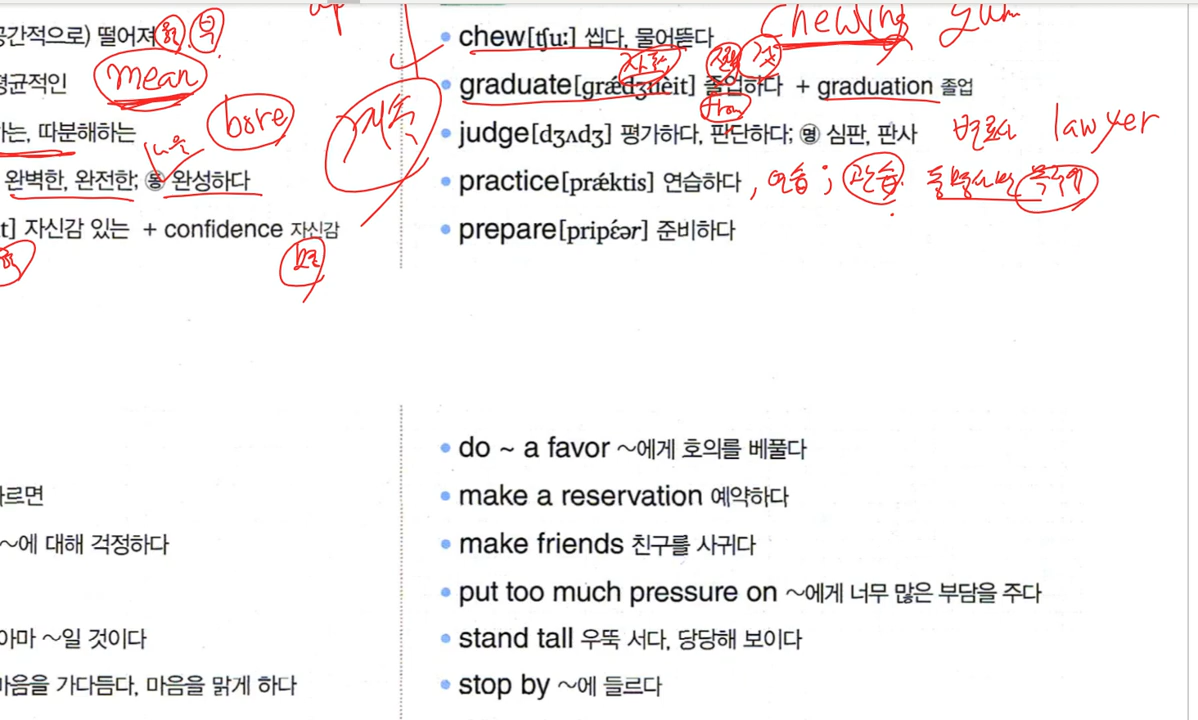 chewing gum
공간적으로) 떨어져 형 부
chew[tʃuː] 씹다, 물어뜯다
평균적인 mean
graduate[grǽdʒueit] 졸업하다 + graduation 졸업
from
하는, 따분해하는 bore
judge[dʒʌdʒ] 평가하다, 판단하다; 명 심판, 판사 변호사 lawyer
완벽한, 완전한; 동 완성하다
practice[prǽktis] 연습하다, 연습; 관습
t] 자신감 있는 + confidence 자신감
prepare[pripέər] 준비하다
do ~ a favor ~에게 호의를 베풀다
따르면
make a reservation 예약하다
~에 대해 걱정하다
make friends 친구를 사귀다
put too much pressure on ~에게 너무 많은 부담을 주다
아마 ~일 것이다
stand tall 우뚝 서다, 당당해 보이다
마음을 가다듬다, 마음을 맑게 하다
stop by ~에 들르다